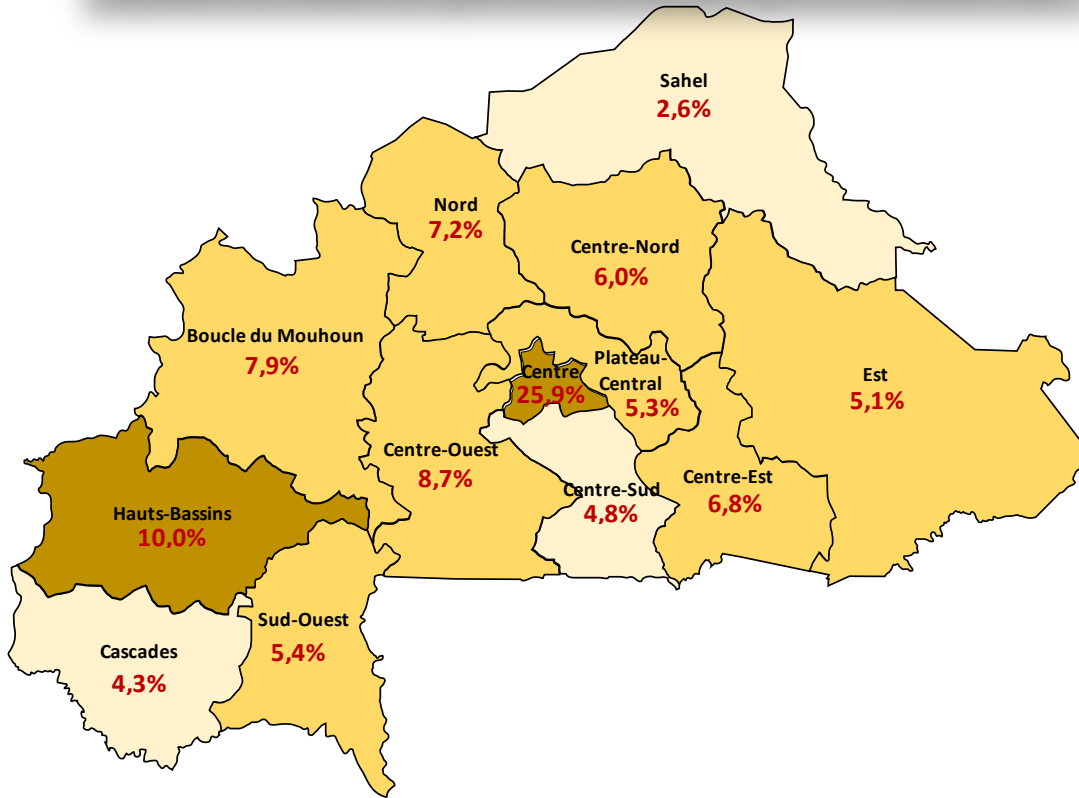 Sahel
2,6%
Nord
7,2%
Centre-Nord
6,0%
Boucle du Mouhoun
7,9%
Centre
25,9%
Plateau-
Central
5,3%
Est
5,1%
Centre-Ouest
8,7%
Centre-Sud
4,8%
Centre-Est
6,8%
Hauts-Bassins
10,0%
Sud-Ouest
5,4%
Cascades
4,3%